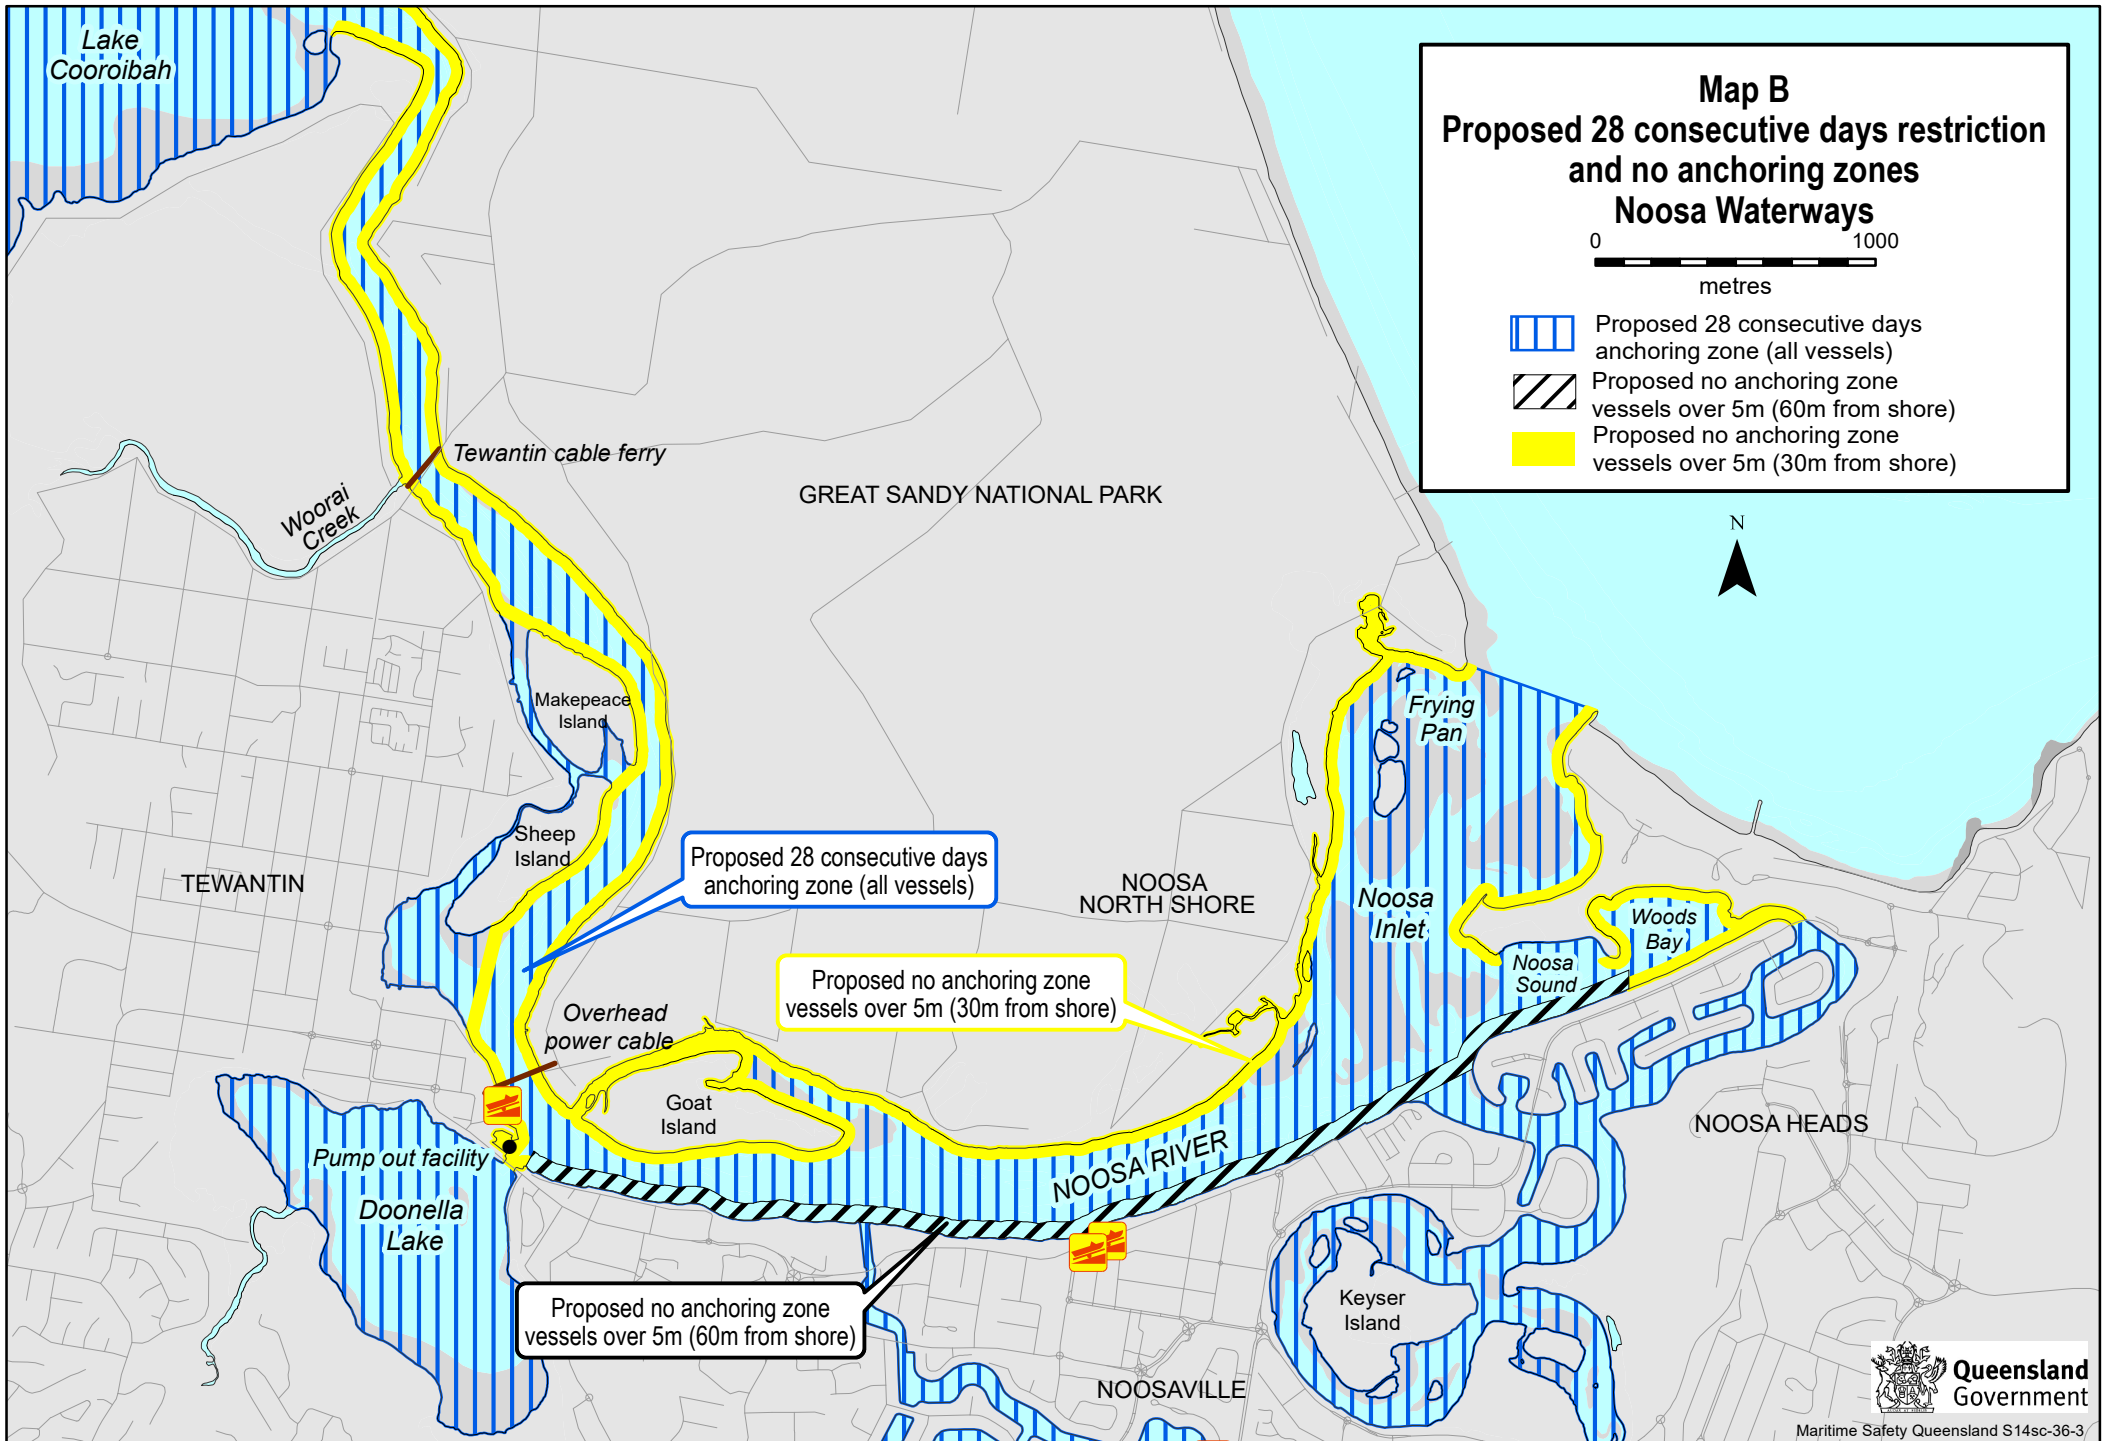 Lake
Cooroibah
Map B
Proposed 28 consecutive days restriction
and no anchoring zones
Noosa Waterways
0
1000
metres
Proposed 28 consecutive days
anchoring zone (all vessels)
Proposed no anchoring zone
vessels over 5m (60m from shore)
Proposed no anchoring zone
vessels over 5m (30m from shore)
N
Tewantin cable ferry
Woorai
Creek
GREAT SANDY NATIONAL PARK
Makepeace
Island
Frying
Pan
Sheep
Island
TEWANTIN
Proposed 28 consecutive days
anchoring zone (all vessels)
NOOSA
NORTH SHORE
Noosa
Inlet
Woods
Bay
Noosa
Sound
Proposed no anchoring zone
vessels over 5m (30m from shore)
Overhead
power cable
Goat
Island
NOOSA HEADS
Pump out facility
NOOSA RIVER
Doonella
Lake
Proposed no anchoring zone
vessels over 5m (60m from shore)
Keyser
Island
NOOSAVILLE
Queensland
Government
Maritime Safety Queensland S14sc-36-3